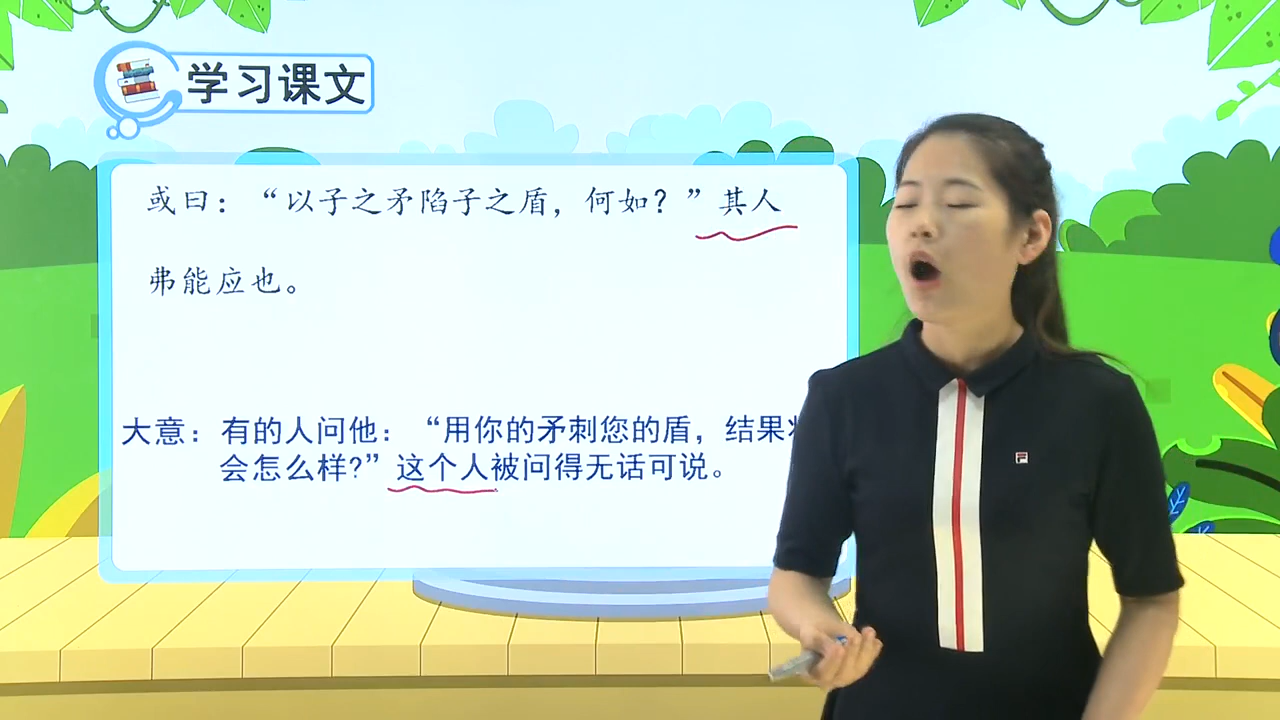 学习课文
或曰：“以子之矛陷子之盾，何如？”其人
弗能应也。
大意：有的人问他：“用你的矛刺您的盾，结果
会怎么样?”这个人被问得无话可说。